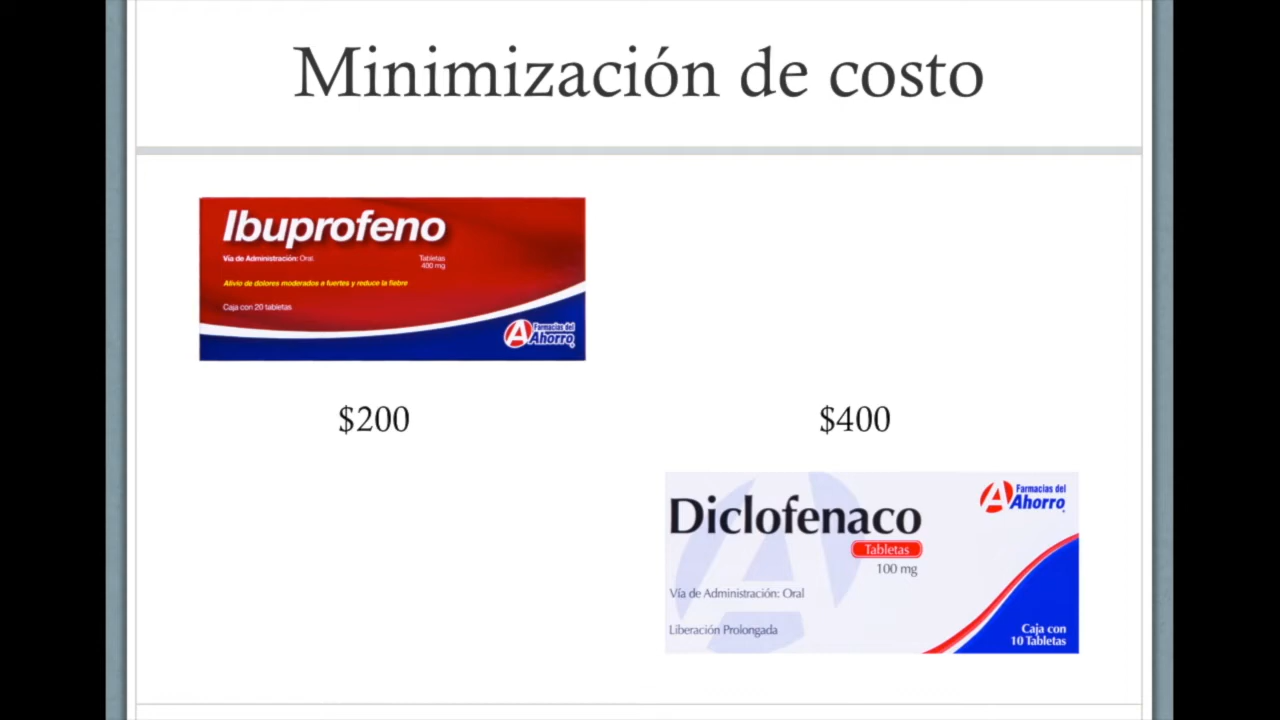 Minimización de costo
Ibuprofeno
Vía de Administración: Oral.
Tabletas
400 mg
Alivio de dolores moderados a fuertes y reduce la fiebre
Caja con 20 tabletas
Farmacias del
Ahorro
$200
$400
Diclofenaco
Tabletas
100 mg
Vía de Administración: Oral
Liberación Prolongada
Farmacias del
Ahorro
Caja con
10 Tabletas